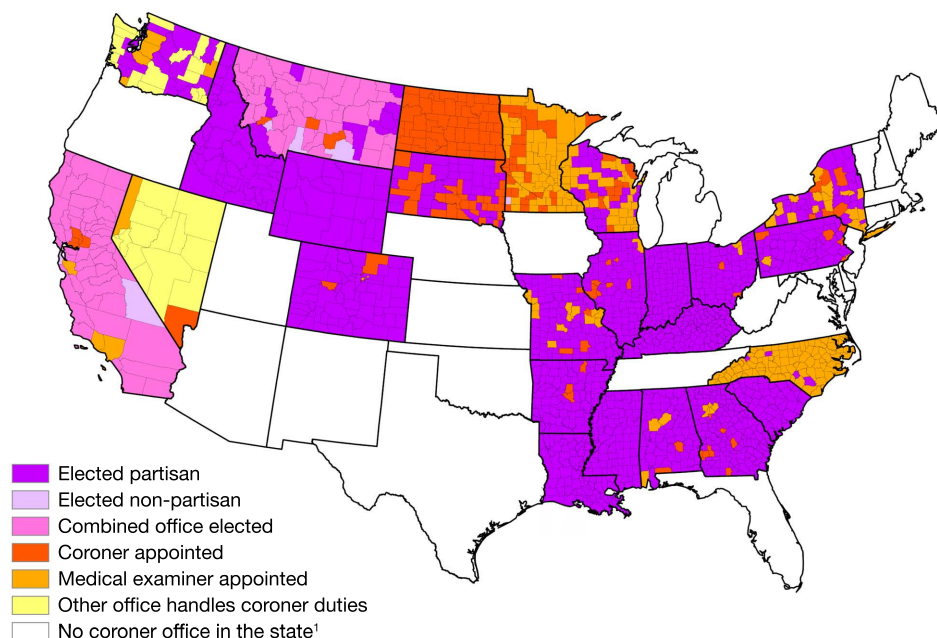 Elected partisan
Elected non-partisan
Combined office elected
Coroner appointed
Medical examiner appointed
Other office handles coroner duties
No coroner office in the state¹